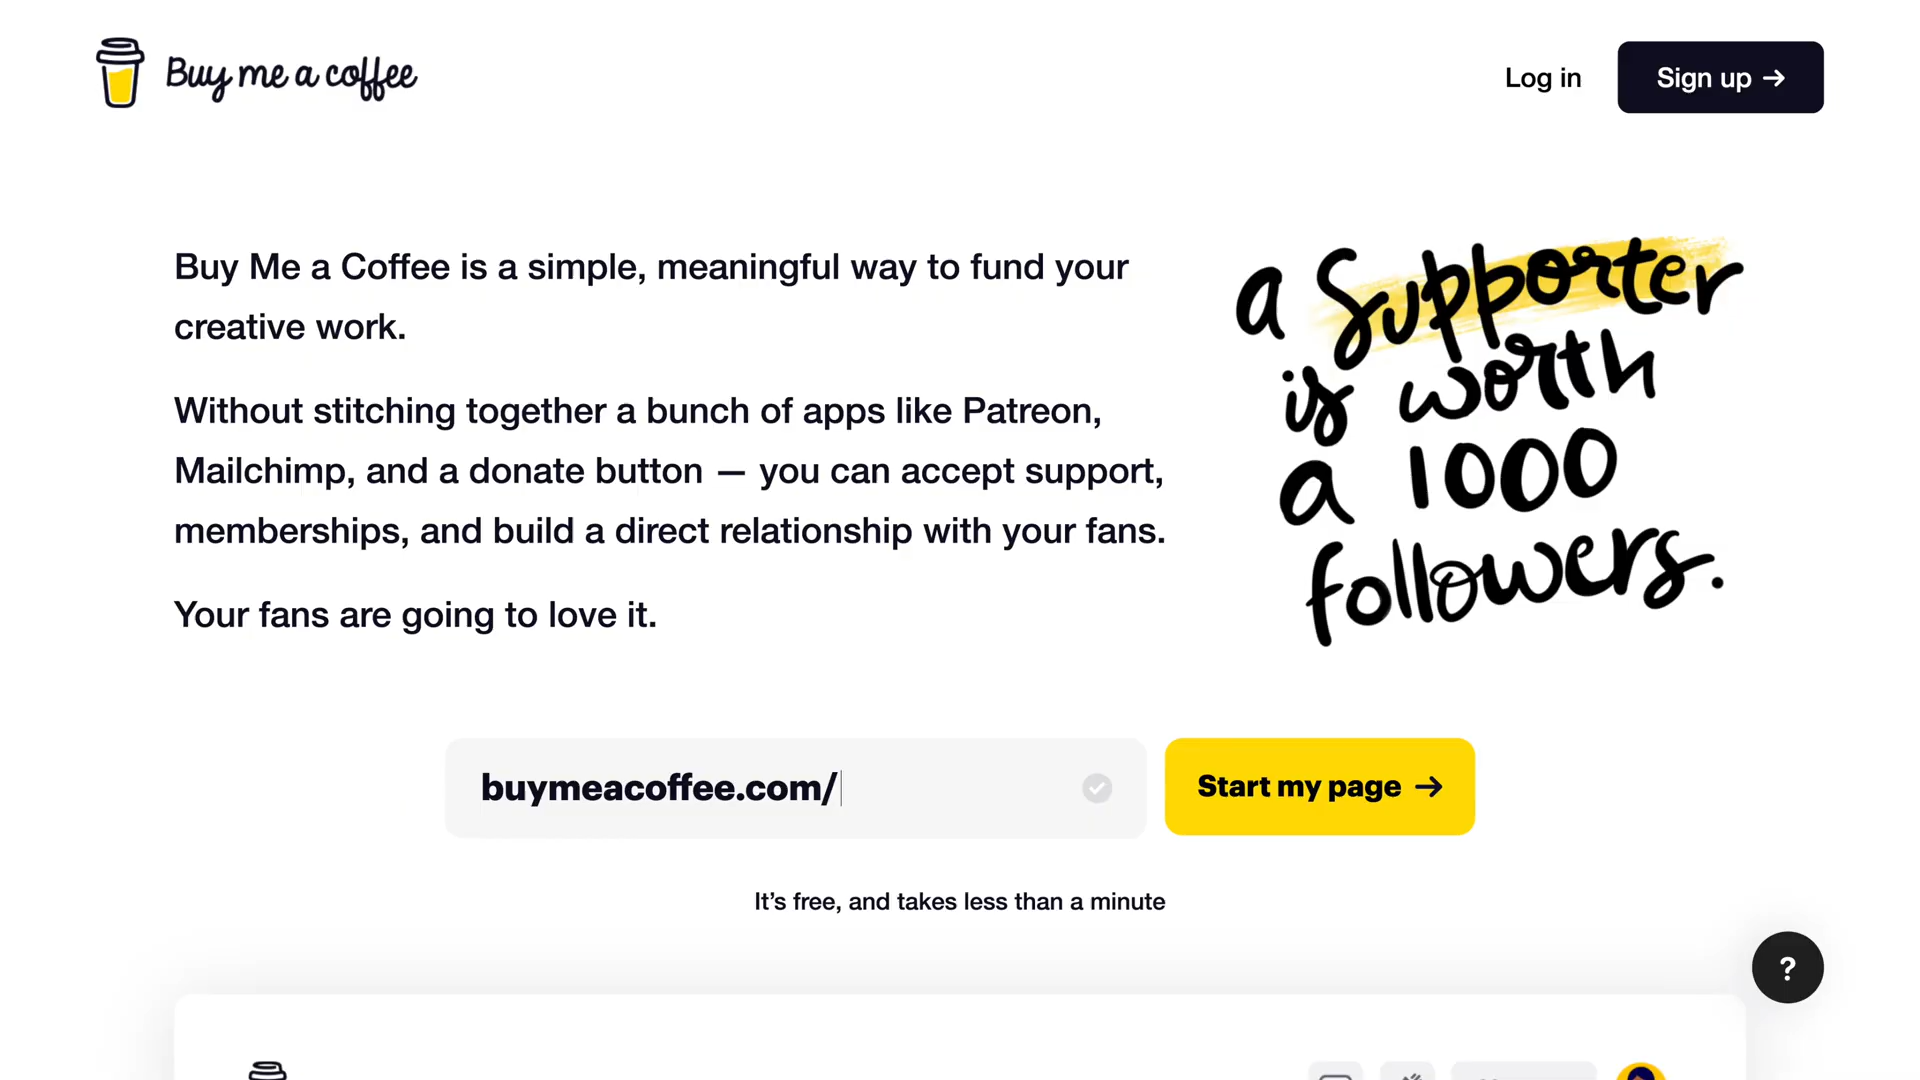 Buy me a coffee
Log in
Sign up →
Buy Me a Coffee is a simple, meaningful way to fund your
creative work.
Without stitching together a bunch of apps like Patreon,
Mailchimp, and a donate button — you can accept support,
memberships, and build a direct relationship with your fans.
Your fans are going to love it.
a Supporter
is worth
a 1000
followers.
buymeacoffee.com/
Start my page →
It’s free, and takes less than a minute
?